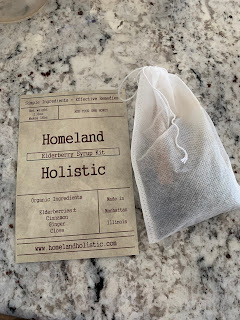 Simple Ingredients - Effective Remedies
Homeland
Elderberry Syrup Kit
Holistic
Organic Ingredients
Elderberries†
Cinnamon
Ginger
Clove
Made in
Manhattan
Illinois
www.homelandholistic.com